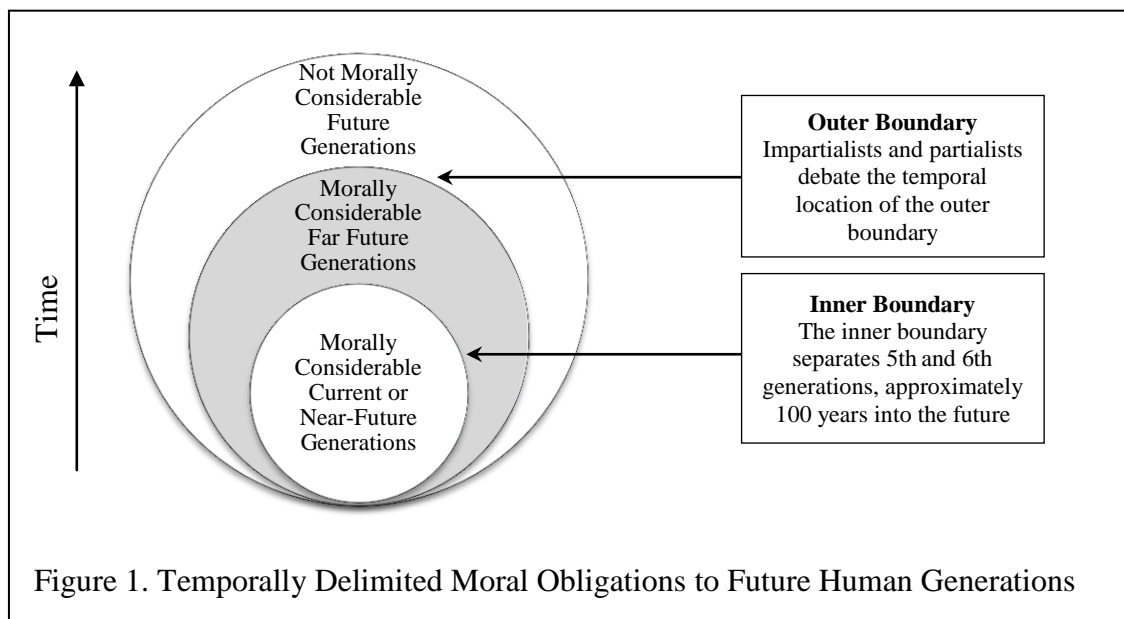 Time
Not Morally
Considerable
Future
Generations
Morally
Considerable
Far Future
Generations
Morally
Considerable
Current or
Near-Future
Generations
Outer Boundary
Impartialists and partialists
debate the temporal
location of the outer
boundary
Inner Boundary
The inner boundary
separates 5th and 6th
generations, approximately
100 years into the future
Figure 1. Temporally Delimited Moral Obligations to Future Human Generations